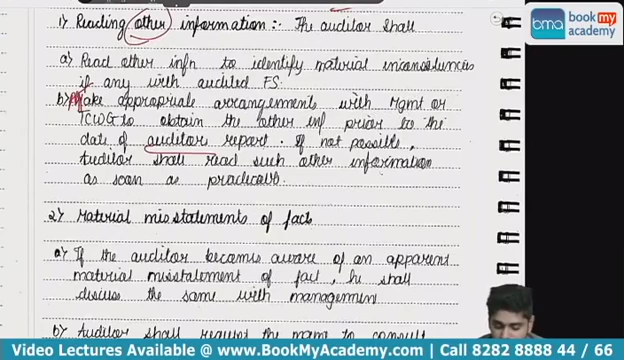 1) Reading other information :- The auditor shall
bma book my academy
a) Read other infn to identify material inconsistencies
if any with audited FS.
b) Make appropriate arrangements with Mgmt or
TCWG to obtain the other inf prior to the
date of auditors report. If not possible,
Auditor shall read such other information
as soon as practicable.
2) Material misstatements of fact
a) If the auditor becomes aware of an apparent
material misstatement of fact, he shall
discuss the same with management
b) Auditor shall request the mgmt to consult
Video Lectures Available @ www.BookMyAcademy.com | Call 8282 8888 44 / 66